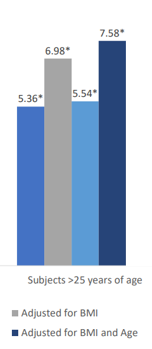 7.58*
6.98*
5.36*
5.54*
Subjects >25 years of age
Adjusted for BMI
Adjusted for BMI and Age